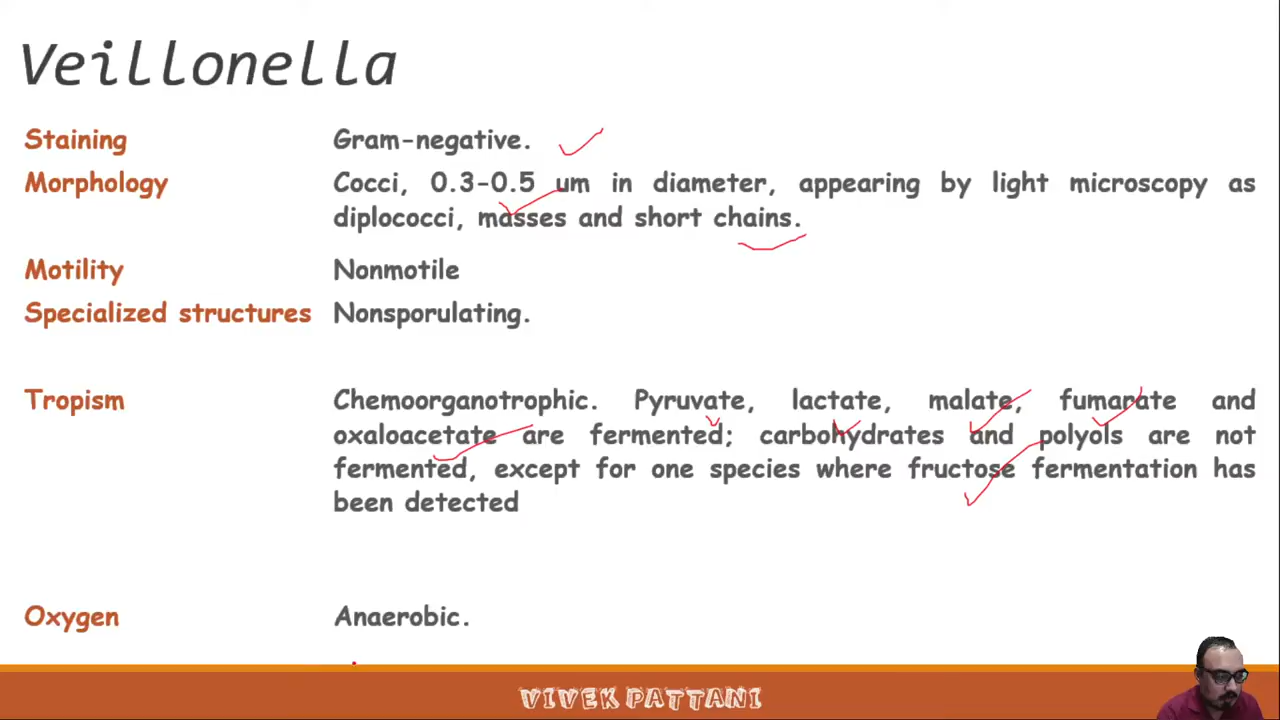 Veillonella
Staining Gram-negative.
Morphology Cocci, 0.3-0.5 um in diameter, appearing by light microscopy as
diplococci, masses and short chains.
Motility Nonmotile
Specialized structures Nonsporulating.
Tropism Chemoorganotrophic. Pyruvate, lactate, malate, fumarate and
oxaloacetate are fermented; carbohydrates and polyols are not
fermented, except for one species where fructose fermentation has
been detected
Oxygen Anaerobic.
VIVEK PATTANI